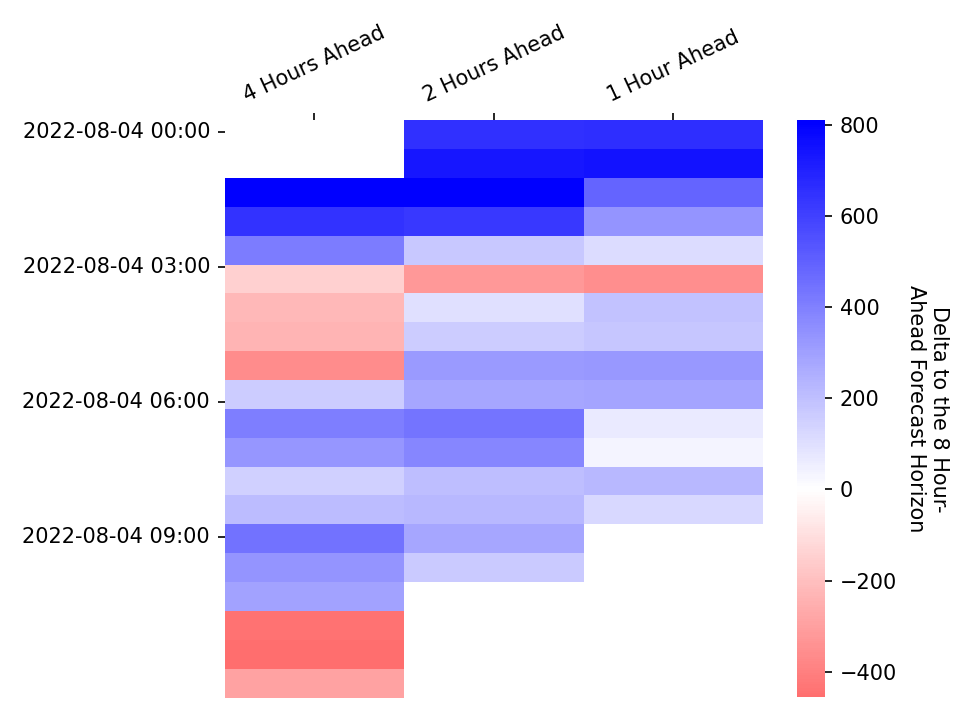 4 Hours Ahead
2 Hours Ahead
1 Hour Ahead
2022-08-04 00:00
2022-08-04 03:00
2022-08-04 06:00
2022-08-04 09:00
800
600
400
200
0
−200
−400
Delta to the 8 Hour-
Ahead Forecast Horizon